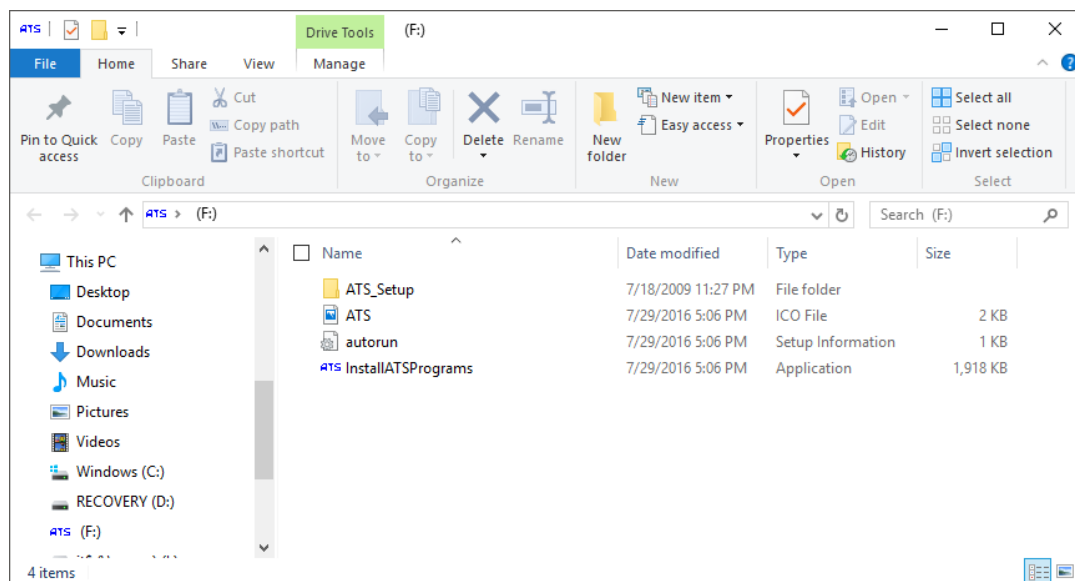 ATS
Drive Tools
(F:)
File Home Share View Manage
?
Pin to Quick access
Copy
Paste
Cut
Copy path
Paste shortcut
Clipboard
Move to
Copy to
Delete
Rename
Organize
New folder
New item
Easy access
New
Properties
Open
Edit
History
Open
Select all
Select none
Invert selection
Select
ATS > (F:)
Search (F:)
This PC
Desktop
Documents
Downloads
Music
Pictures
Videos
Windows (C:)
RECOVERY (D:)
ATS (F:)
Name Date modified Type Size
ATS_Setup 7/18/2009 11:27 PM File folder
ATS 7/29/2016 5:06 PM ICO File 2 KB
autorun 7/29/2016 5:06 PM Setup Information 1 KB
ATS InstallATSPrograms 7/29/2016 5:06 PM Application 1,918 KB
4 items